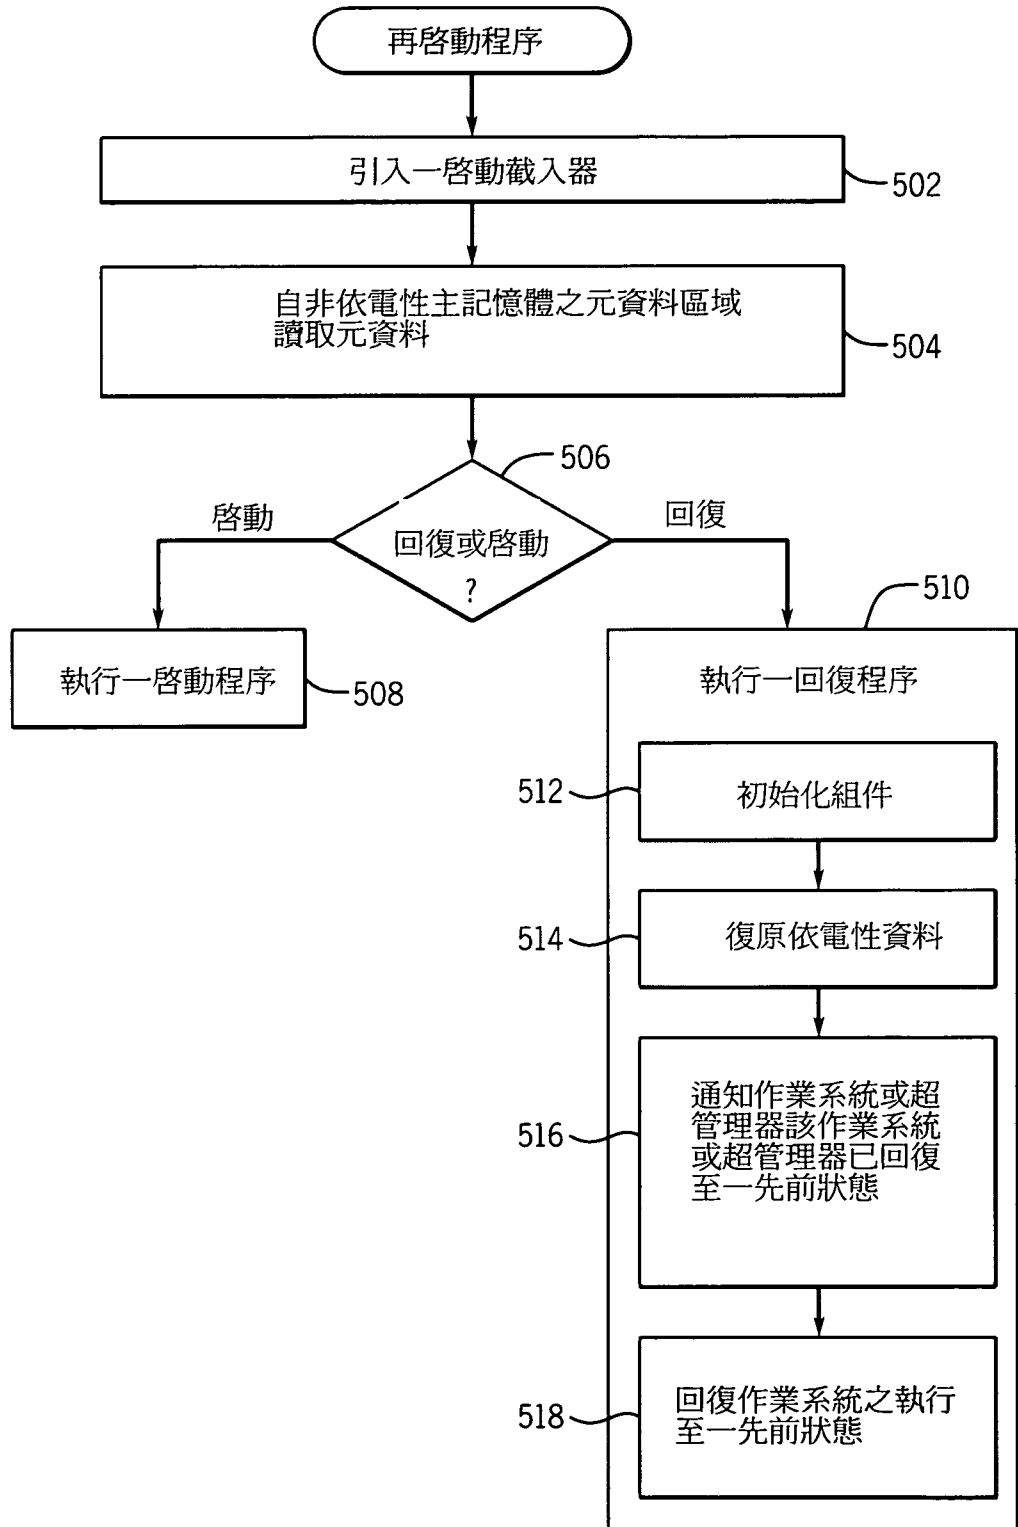 再啓動程序
引入一啓動截入器
502
自非依電性主記憶體之元資料區域
讀取元資料
504
506
啓動
回復
回復或啓動
?
510
執行一啓動程序
508
執行一回復程序
512
初始化組件
514
復原依電性資料
516
通知作業系統或超
管理器該作業系統
或超管理器已回復
至一先前狀態
518
回復作業系統之執行
至一先前狀態